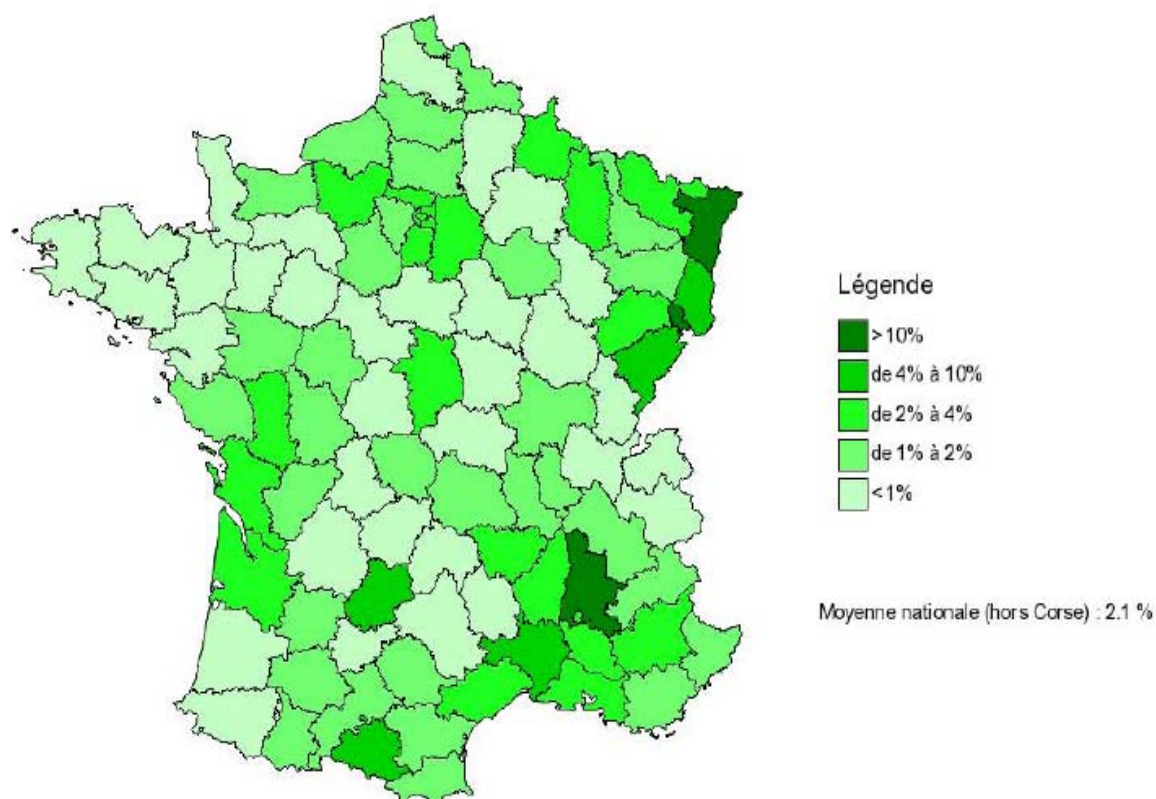 Légende
>10%
de 4% à 10%
de 2% à 4%
de 1% à 2%
<1%
Moyenne nationale (hors Corse) : 2.1 %